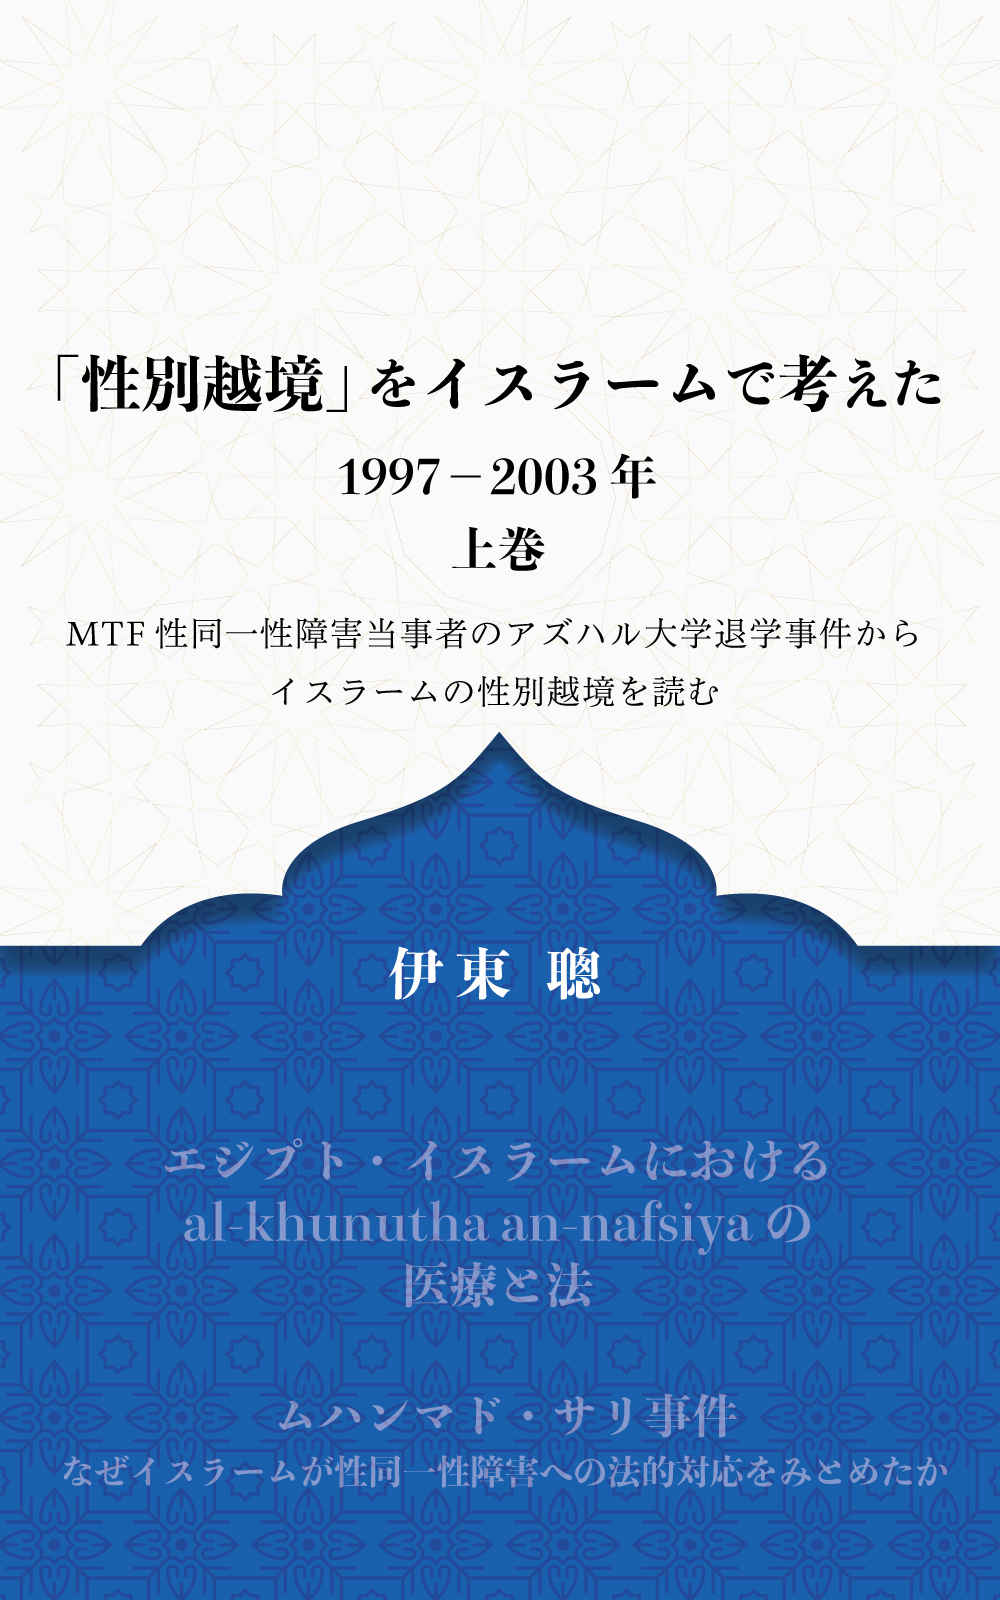 「性別越境」をイスラームで考えた
1997－2003 年
上巻
MTF 性同一性障害当事者のアズハル大学退学事件から
イスラームの性別越境を読む
伊東 聰
エジプト・イスラームにおける
al-khunutha an-nafsiya の
医療と法
ムハンマド・サリ事件
なぜイスラームが性同一性障害への法的対応をみとめたか